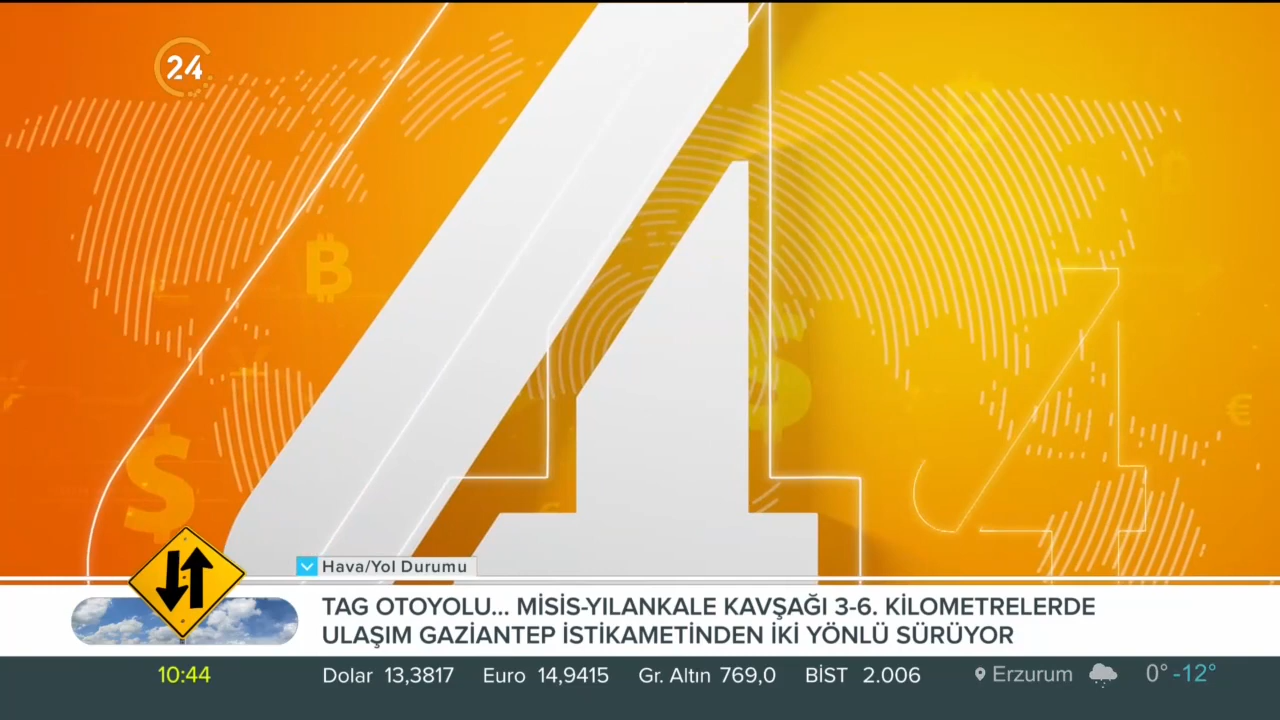 24
4
Hava/Yol Durumu
TAG OTOYOLU... MİSİS-YILANKALE KAVŞAĞI 3-6. KİLOMETRELERDE
ULAŞIM GAZİANTEP İSTİKAMETİNDEN İKİ YÖNLÜ SÜRÜYOR
10:44 Dolar 13,3817 Euro 14,9415 Gr. Altın 769,0 BİST 2.006 Erzurum 0° -12°